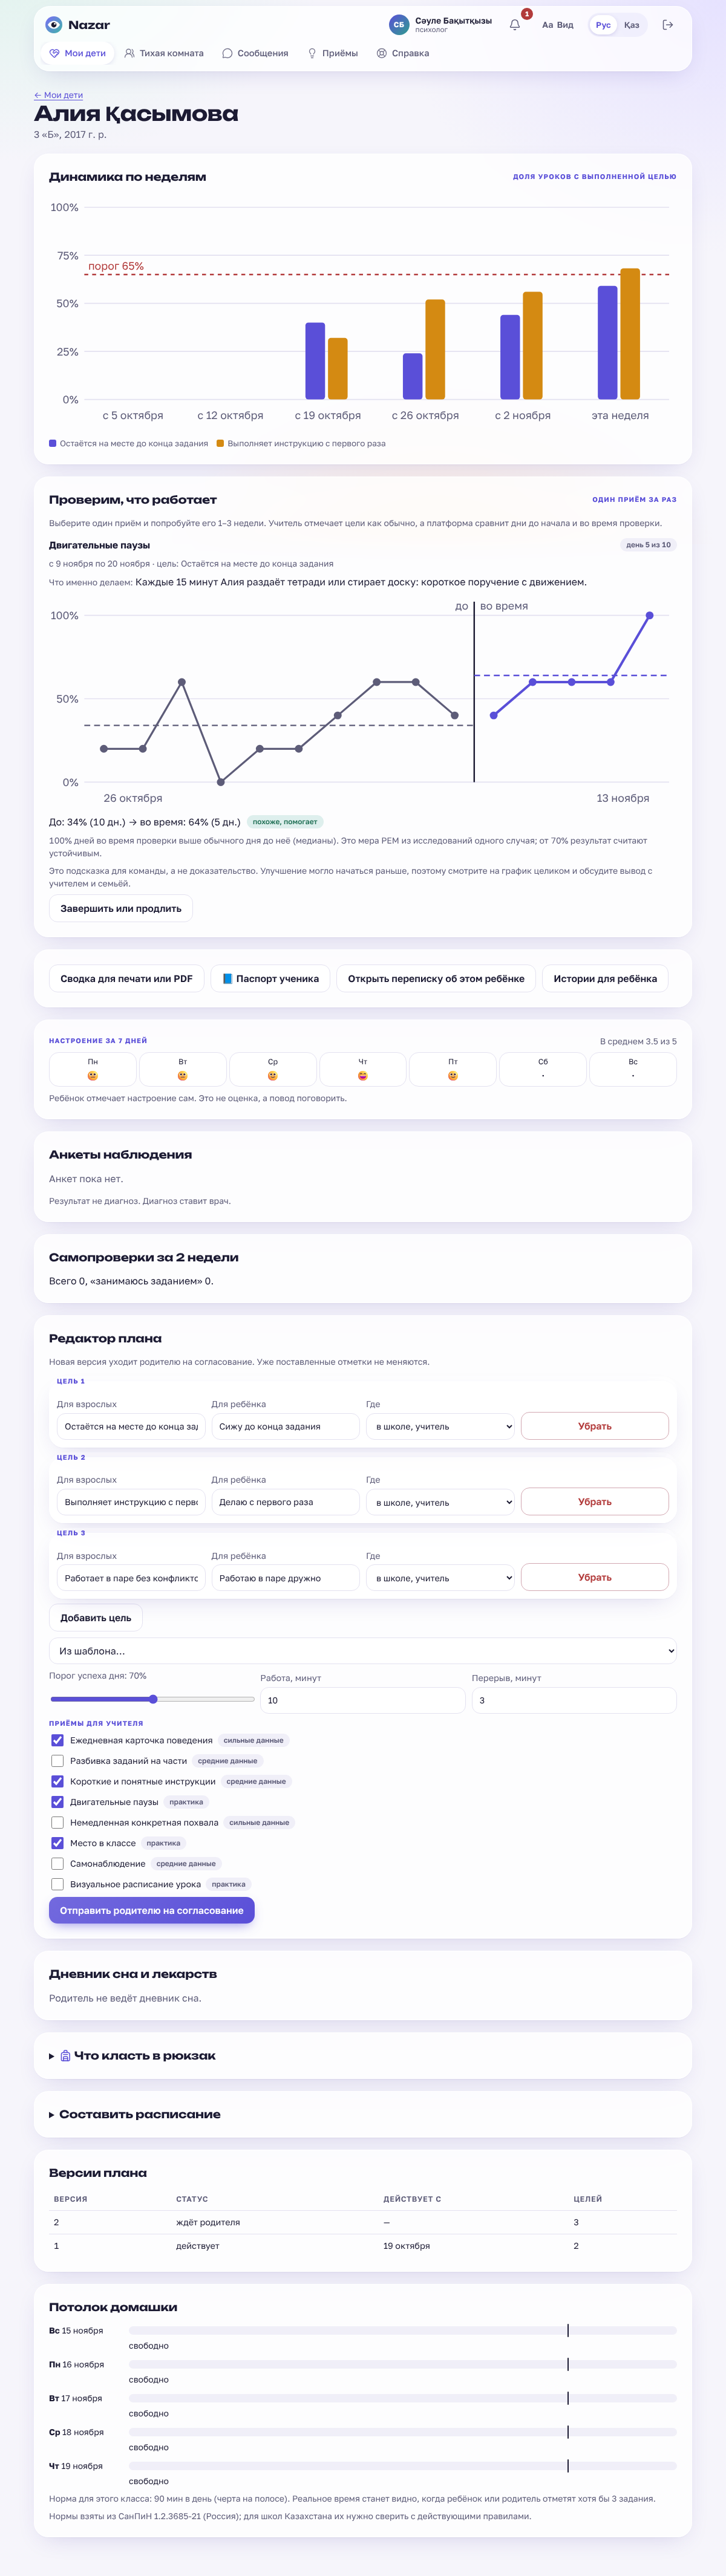 Nazar
СБ
Сәуле Бақытқызы
психолог
1
Аа Вид
Рус
Қаз
Мои дети
Тихая комната
Сообщения
Приёмы
Справка
← Мои дети
Алия Қасымова
3 «Б», 2017 г. р.
Динамика по неделям
ДОЛЯ УРОКОВ С ВЫПОЛНЕННОЙ ЦЕЛЬЮ
100%
75%
порог 65%
50%
25%
0%
с 5 октября
с 12 октября
с 19 октября
с 26 октября
с 2 ноября
эта неделя
Остаётся на месте до конца задания
Выполняет инструкцию с первого раза
Проверим, что работает
ОДИН ПРИЁМ ЗА РАЗ
Выберите один приём и попробуйте его 1–3 недели. Учитель отмечает цели как обычно, а платформа сравнит дни до начала и во время проверки.
Двигательные паузы
день 5 из 10
с 9 ноября по 20 ноября · цель: Остаётся на месте до конца задания
Что именно делаем: Каждые 15 минут Алия раздаёт тетради или стирает доску: короткое поручение с движением.
до
во время
100%
50%
0%
26 октября
13 ноября
До: 34% (10 дн.) → во время: 64% (5 дн.)
похоже, помогает
100% дней во время проверки выше обычного дня до неё (медианы). Это мера PEM из исследований одного случая; от 70% результат считают
устойчивым.
Это подсказка для команды, а не доказательство. Улучшение могло начаться раньше, поэтому смотрите на график целиком и обсудите вывод с
учителем и семьёй.
Завершить или продлить
Сводка для печати или PDF
Паспорт ученика
Открыть переписку об этом ребёнке
Истории для ребёнка
НАСТРОЕНИЕ ЗА 7 ДНЕЙ
В среднем 3.5 из 5
Пн
Вт
Ср
Чт
Пт
Сб
Вс
·
·
Ребёнок отмечает настроение сам. Это не оценка, а повод поговорить.
Анкеты наблюдения
Анкет пока нет.
Результат не диагноз. Диагноз ставит врач.
Самопроверки за 2 недели
Всего 0, «занимаюсь заданием» 0.
Редактор плана
Новая версия уходит родителю на согласование. Уже поставленные отметки не меняются.
ЦЕЛЬ 1
Для взрослых
Для ребёнка
Где
Остаётся на месте до конца зад
Сижу до конца задания
в школе, учитель
Убрать
ЦЕЛЬ 2
Для взрослых
Для ребёнка
Где
Выполняет инструкцию с перво
Делаю с первого раза
в школе, учитель
Убрать
ЦЕЛЬ 3
Для взрослых
Для ребёнка
Где
Работает в паре без конфликто
Работаю в паре дружно
в школе, учитель
Убрать
Добавить цель
Из шаблона…
Порог успеха дня: 70%
Работа, минут
Перерыв, минут
10
3
ПРИЁМЫ ДЛЯ УЧИТЕЛЯ
Ежедневная карточка поведения
сильные данные
Разбивка заданий на части
средние данные
Короткие и понятные инструкции
средние данные
Двигательные паузы
практика
Немедленная конкретная похвала
сильные данные
Место в классе
практика
Самонаблюдение
средние данные
Визуальное расписание урока
практика
Отправить родителю на согласование
Дневник сна и лекарств
Родитель не ведёт дневник сна.
Что класть в рюкзак
Составить расписание
Версии плана
ВЕРСИЯ
СТАТУС
ДЕЙСТВУЕТ С
ЦЕЛЕЙ
2
ждёт родителя
—
3
1
действует
19 октября
2
Потолок домашки
Вс 15 ноября
свободно
Пн 16 ноября
свободно
Вт 17 ноября
свободно
Ср 18 ноября
свободно
Чт 19 ноября
свободно
Норма для этого класса: 90 мин в день (черта на полосе). Реальное время станет видно, когда ребёнок или родитель отметят хотя бы 3 задания.
Нормы взяты из СанПиН 1.2.3685-21 (Россия); для школ Казахстана их нужно сверить с действующими правилами.